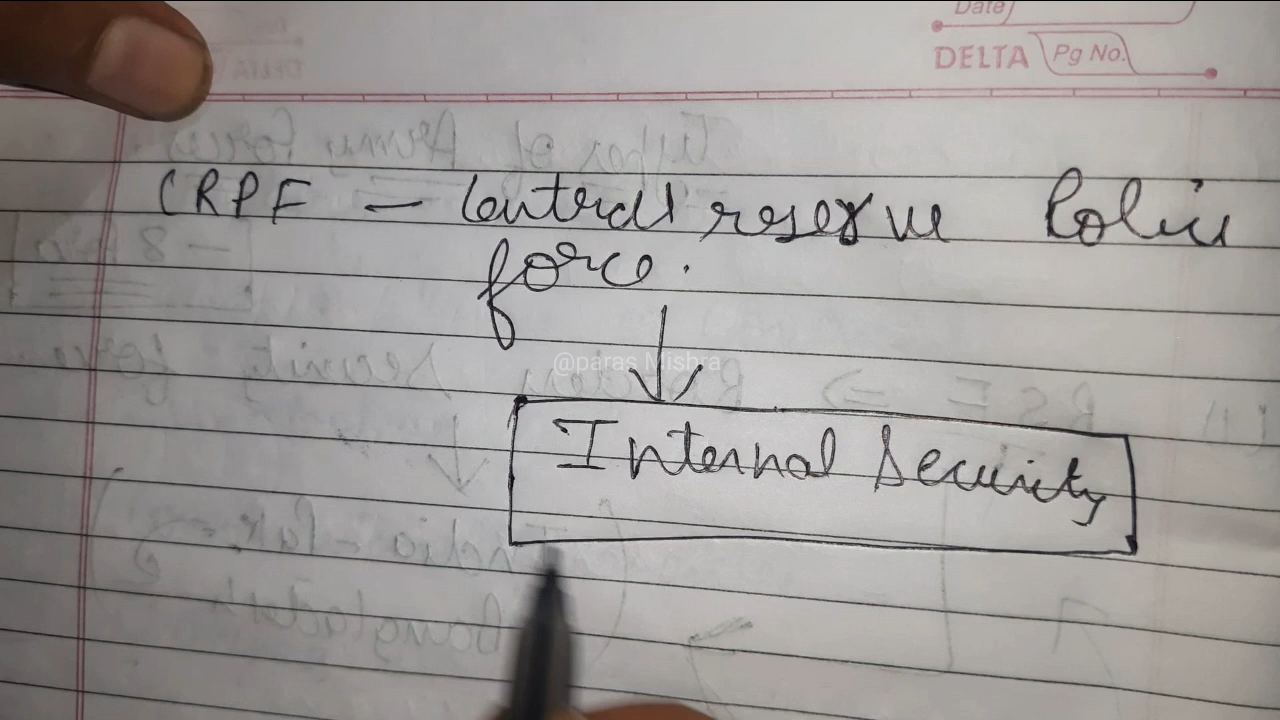 Date
DELTA Pg No.
CRPF – Central reserve Police
force.
@paras Mishra
Internal Security